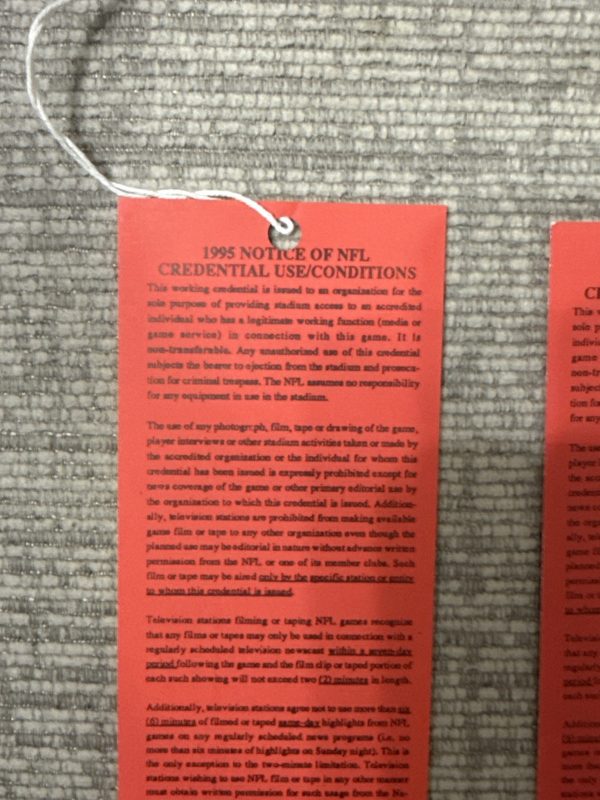 1995 NOTICE OF NFL
CREDENTIAL USE/CONDITIONS
This working credential is issued to an organization for the
sole purpose of providing stadium access to an accredited
individual who has a legitimate working function (media or
game service) in connection with this game. It is
non-transferable. Any unauthorized use of this credential
subjects the bearer to ejection from the stadium and prosecu-
tion for criminal trespass. The NFL assumes no responsibility
for any equipment in use in the stadium.
The use of any photograph, film, tape or drawing of the game,
player interviews or other stadium activities taken or made by
the accredited organization or the individual for whom this
credential has been issued is expressly prohibited except for
news coverage of the game or other primary editorial use by
the organization to which this credential is issued. Addition-
ally, television stations are prohibited from making available
game film or tape to any other organization even though the
planned use may be editorial in nature without advance written
permission from the NFL or one of its member clubs. Such
film or tape may be aired only by the specific station or entity
to whom this credential is issued.
Television stations filming or taping NFL games recognize
that any films or tapes may only be used in connection with a
regularly scheduled television newscast within a seven-day
period following the game and the film clip or taped portion of
each such showing will not exceed two (2) minutes in length.
Additionally, television stations agree not to use more than six
(6) minutes of filmed or taped same-day highlights from NFL
games on any regularly scheduled news programs (i.e. no
more than six minutes of highlights on Sunday night). This is
the only exception to the two-minute limitation. Television
stations wishing to use NFL film or tape in any other manner
must obtain written permission for such usage from the Na-